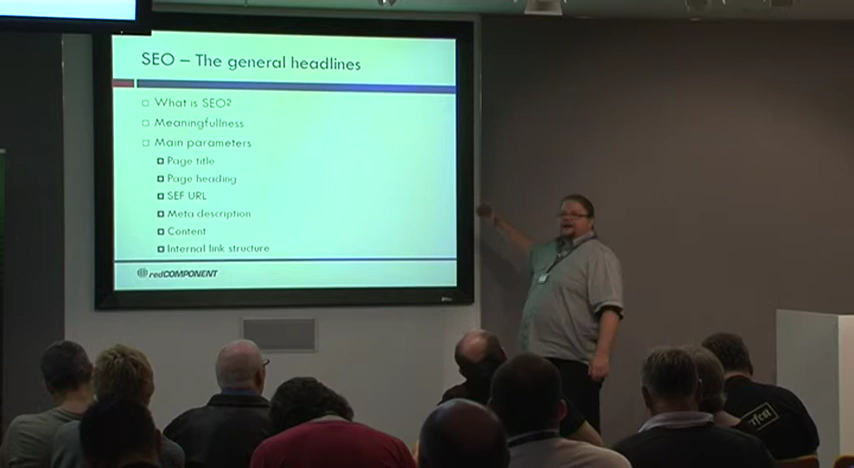 SEO – The general headlines
What is SEO?
Meaningfullness
Main parameters
Page title
Page heading
SEF URL
Meta description
Content
Internal link structure
redCOMPONENT